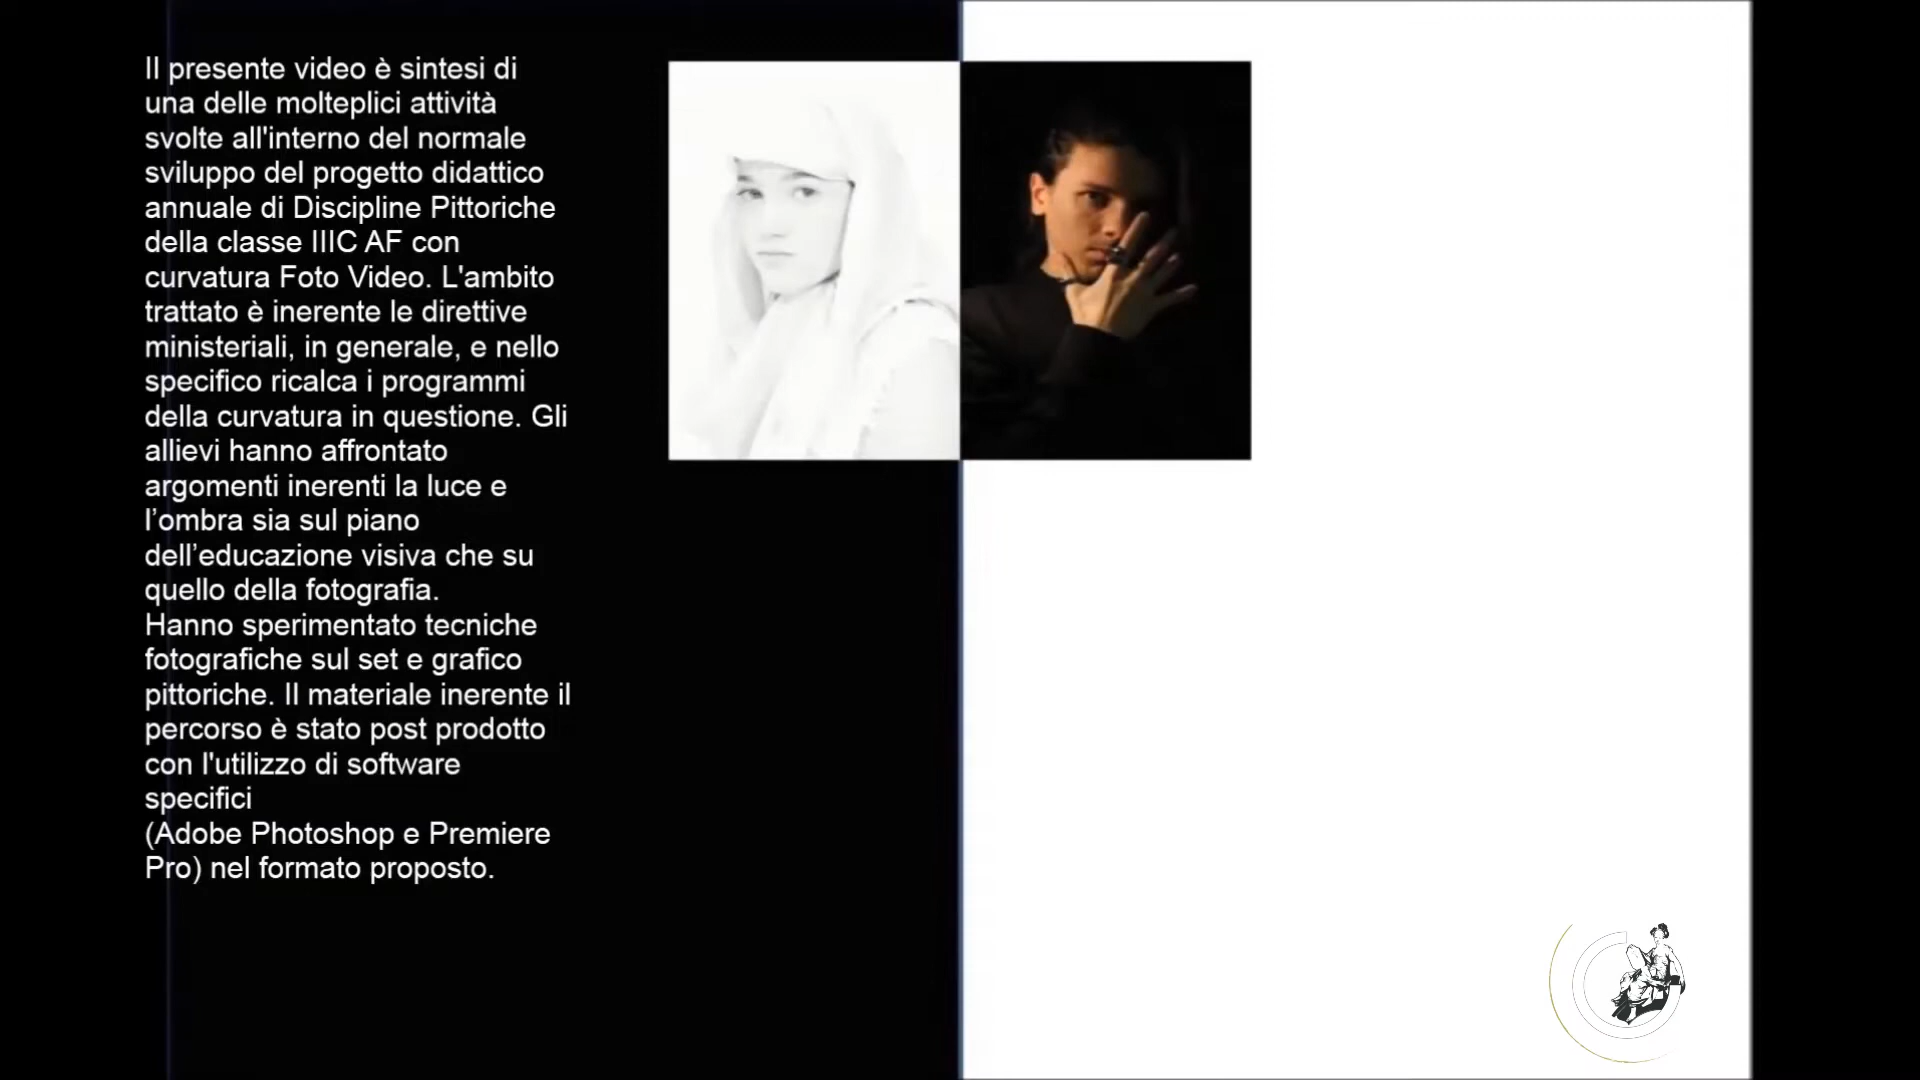 Il presente video è sintesi di
una delle molteplici attività
svolte all'interno del normale
sviluppo del progetto didattico
annuale di Discipline Pittoriche
della classe IIIC AF con
curvatura Foto Video. L'ambito
trattato è inerente le direttive
ministeriali, in generale, e nello
specifico ricalca i programmi
della curvatura in questione. Gli
allievi hanno affrontato
argomenti inerenti la luce e
l’ombra sia sul piano
dell’educazione visiva che su
quello della fotografia.
Hanno sperimentato tecniche
fotografiche sul set e grafico
pittoriche. Il materiale inerente il
percorso è stato post prodotto
con l'utilizzo di software
specifici
(Adobe Photoshop e Premiere
Pro) nel formato proposto.